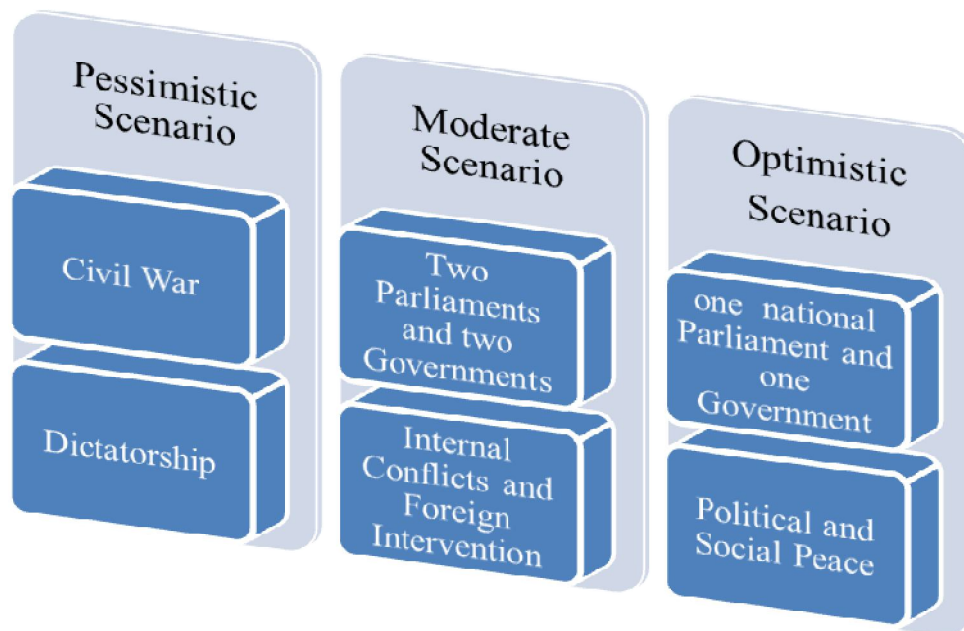 Pessimistic
Scenario
Civil War
Dictatorship
Moderate
Scenario
Two
Parliaments
and two
Governments
Internal
Conflicts and
Foreign
Intervention
Optimistic
Scenario
one national
Parliament and
one
Government
Political and
Social Peace